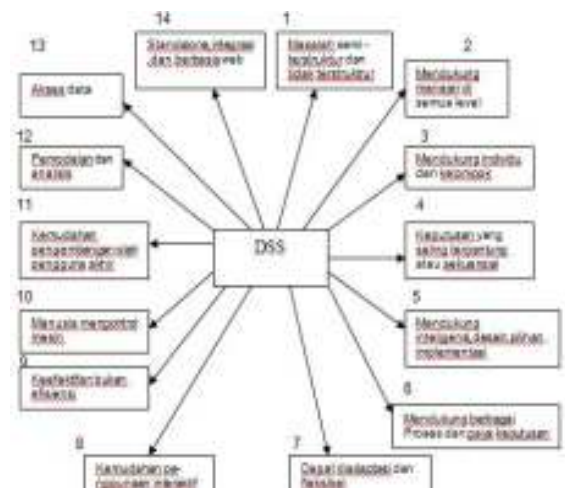 14
Standalone, integrasi
dan berbagai web
1
Masalah semi -
terstruktur dan
tidak terstruktur
2
Mendukung
manajer di
semua level
3
Mendukung individu
dan kelompok
4
Keputusan yang
saling tergantung
atau sekuensial
5
Mendukung
inteligensi, desain, pilihan,
implementasi
6
Mendukung berbagai
Proses dan gaya keputusan
7
Dapat diadaptasi dan
fleksibel
8
Kemudahan pe-
nggunaan interaktif
9
Keefektifan bukan
efisiensi
10
Manusia mengontrol
mesin
11
Kemudahan
pengembangan oleh
pengguna akhir
12
Pemodelan dan
analisis
13
Akses data
DSS